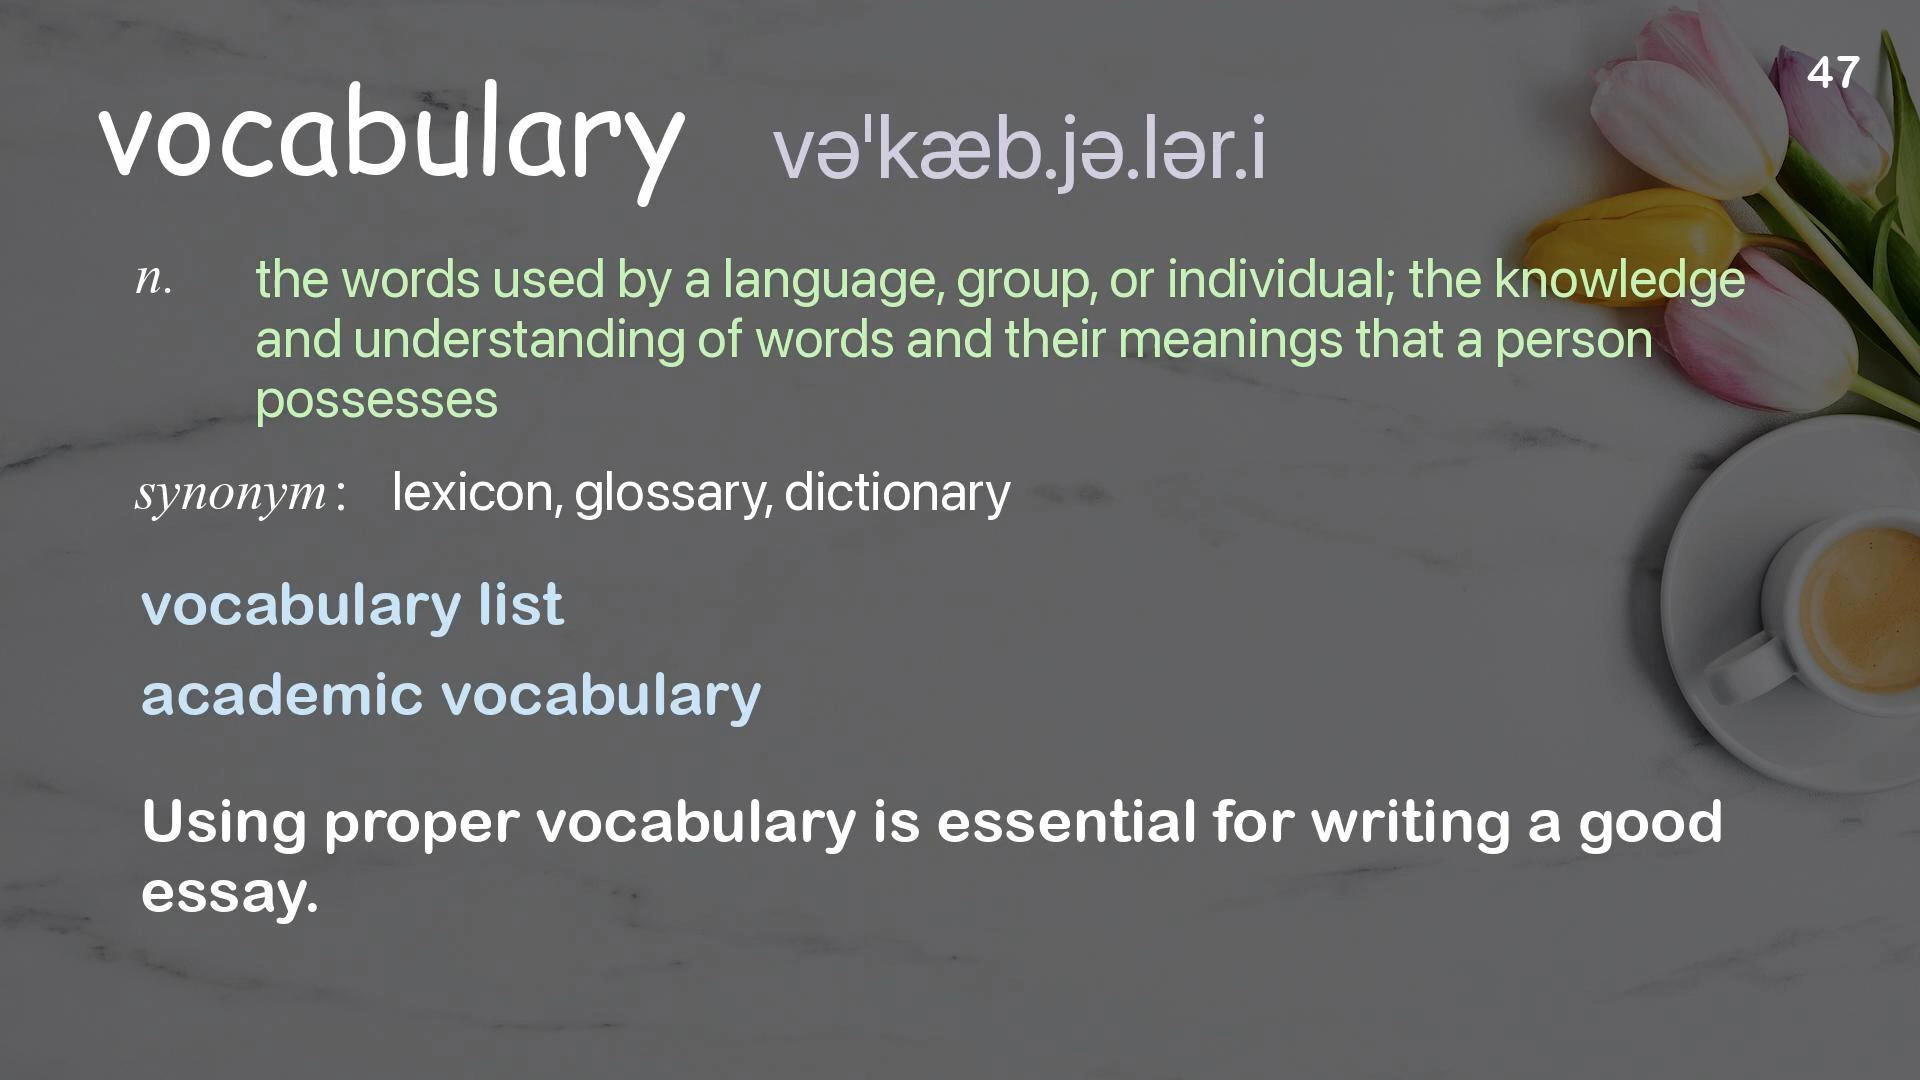 47
vocabulary vəˈkæb.jə.lər.i
n. the words used by a language, group, or individual; the knowledge
and understanding of words and their meanings that a person
possesses
synonym: lexicon, glossary, dictionary
vocabulary list
academic vocabulary
Using proper vocabulary is essential for writing a good
essay.